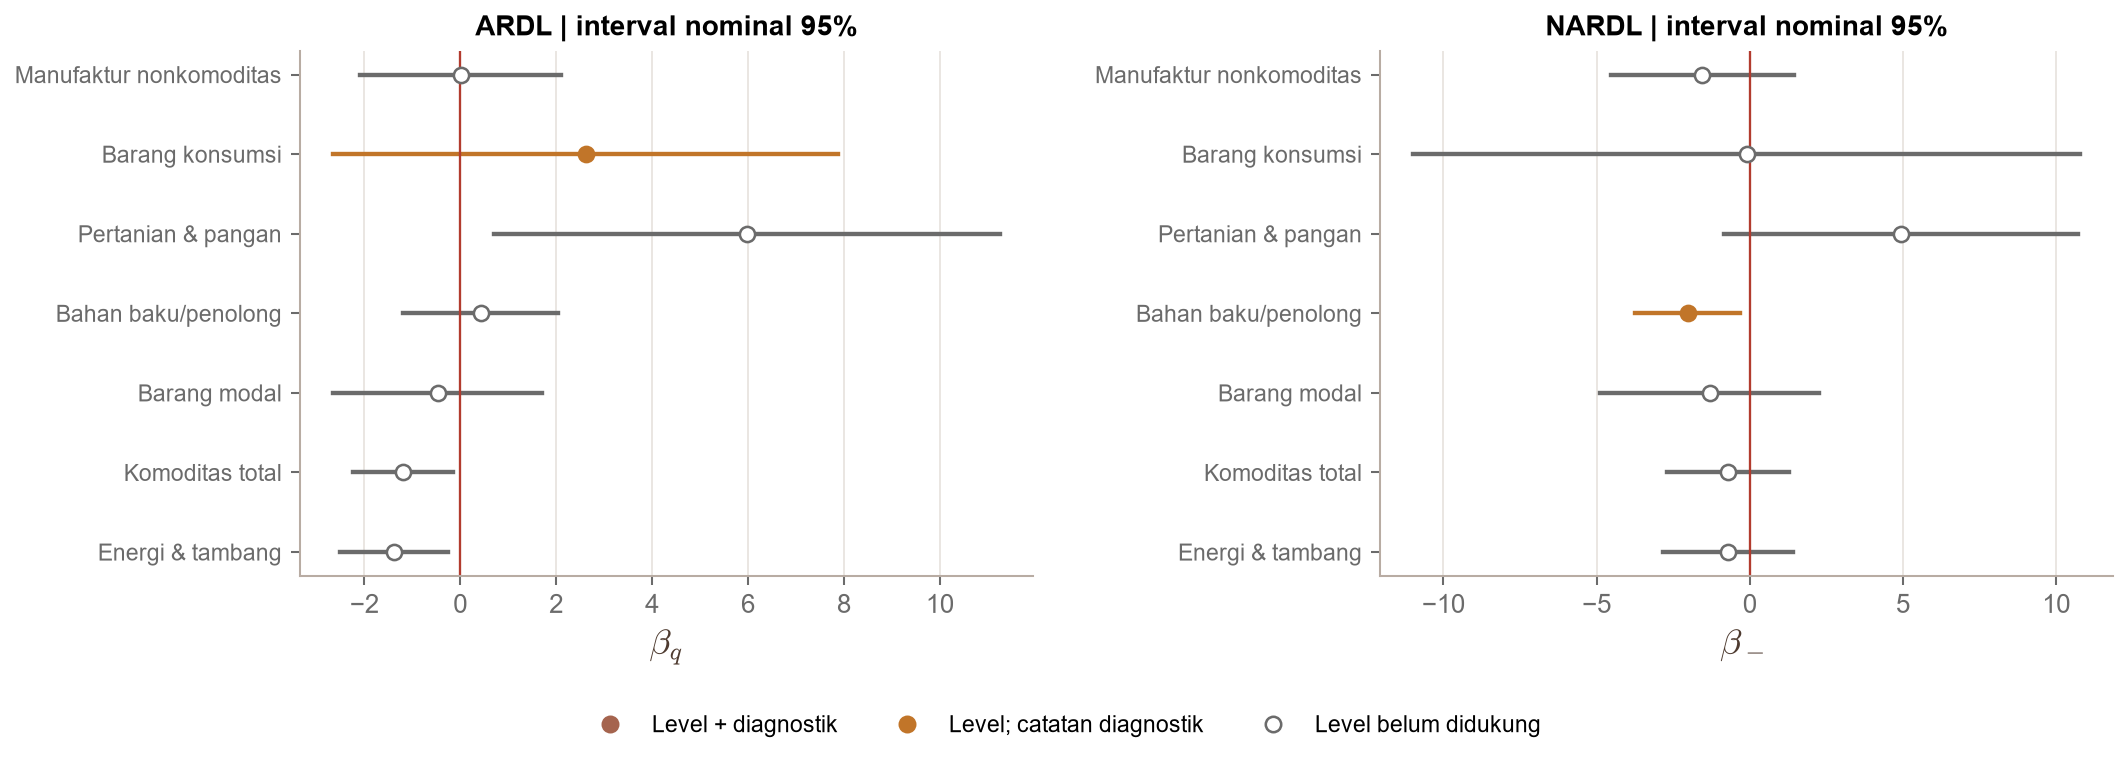 ARDL | interval nominal 95%
Manufaktur nonkomoditas
Barang konsumsi
Pertanian & pangan
Bahan baku/penolong
Barang modal
Komoditas total
Energi & tambang
−2 0 2 4 6 8 10
β_q
NARDL | interval nominal 95%
Manufaktur nonkomoditas
Barang konsumsi
Pertanian & pangan
Bahan baku/penolong
Barang modal
Komoditas total
Energi & tambang
−10 −5 0 5 10
β_−
Level + diagnostik Level; catatan diagnostik Level belum didukung